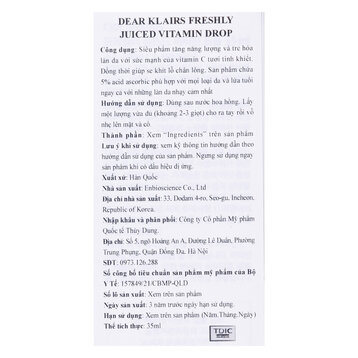 DEAR KLAIRS FRESHLY
JUICED VITAMIN DROP
Công dụng: Siêu phẩm tăng năng lượng và trẻ hóa
làn da với sức mạnh của vitamin C tươi tinh khiết.
Đồng thời giúp se khít lỗ chân lông. Sản phẩm chứa
5% acid ascorbic phù hợp với mọi loại da và lứa tuổi
ngay cả với những làn da nhạy cảm nhất
Hướng dẫn sử dụng: Dùng sau nước hoa hồng. Lấy
một lượng vừa đủ (khoảng 2-3 giọt) cho ra tay rồi vỗ
nhẹ lên mặt và cổ
Thành phần: Xem "Ingredients" trên sản phẩm
Lưu ý khi sử dụng: xem kỹ thông tin hướng dẫn theo
hướng dẫn sử dụng của sản phẩm. Ngưng sử dụng ngay
sản phẩm khi có dấu hiệu dị ứng.
Xuất xứ: Hàn Quốc
Nhà sản xuất: Enbioscience Co., Ltd
Địa chỉ nhà sản xuất: 33, Dodam 4-ro, Seo-gu, Incheon,
Republic of Korea.
Nhập khẩu và phân phối: Công ty Cổ phần Mỹ phẩm
Quốc tế Thùy Dung.
Địa chỉ: Số 5, ngõ Hoàng An A, Đường Lê Duẩn, Phường
Trung Phụng, Quận Đống Đa, Hà Nội
SĐT: 0973.126.288
Số công bố tiêu chuẩn sản phẩm mỹ phẩm của Bộ
Y Tế: 157849/21/CBMP-QLD
Số lô sản xuất: Xem trên sản phẩm
Ngày sản xuất: 3 năm trước ngày hạn sử dụng.
Hạn sử dụng: Xem trên sản phẩm (Năm.Tháng.Ngày)
Thể tích thực: 35ml
TDIC